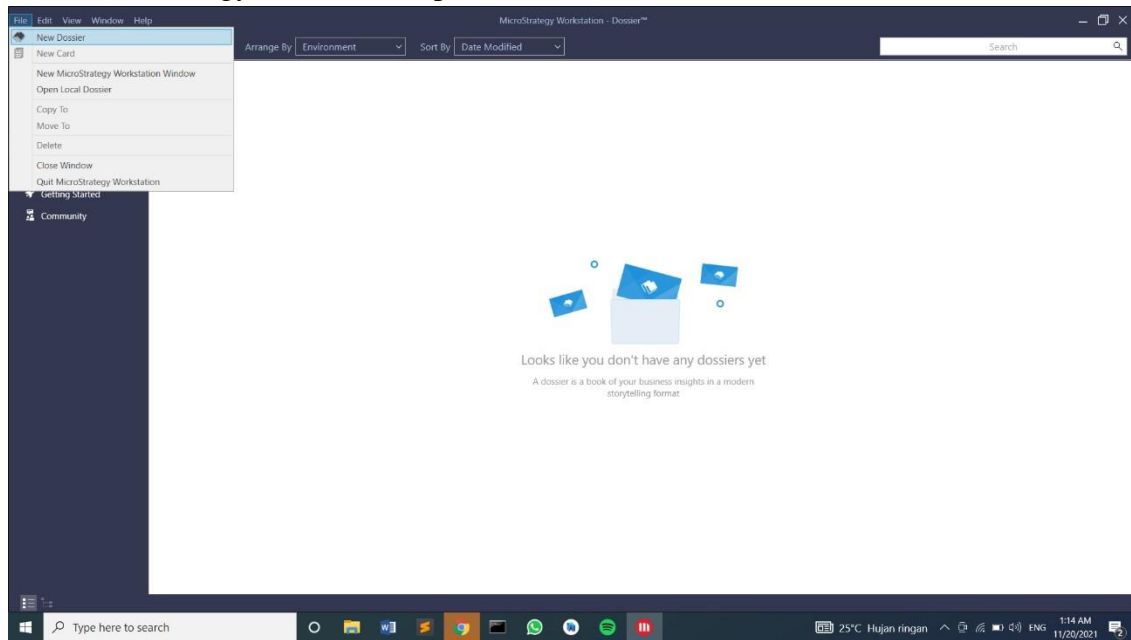 File Edit View Window Help
MicroStrategy Workstation - Dossier™
New Dossier
New Card
New MicroStrategy Workstation Window
Open Local Dossier
Copy To
Move To
Delete
Close Window
Quit MicroStrategy Workstation
Arrange By Environment
Sort By Date Modified
Search
Getting Started
Community
Looks like you don't have any dossiers yet
A dossier is a book of your business insights in a modern
storytelling format
Type here to search
25°C Hujan ringan
ENG
1:14 AM
11/20/2021
2